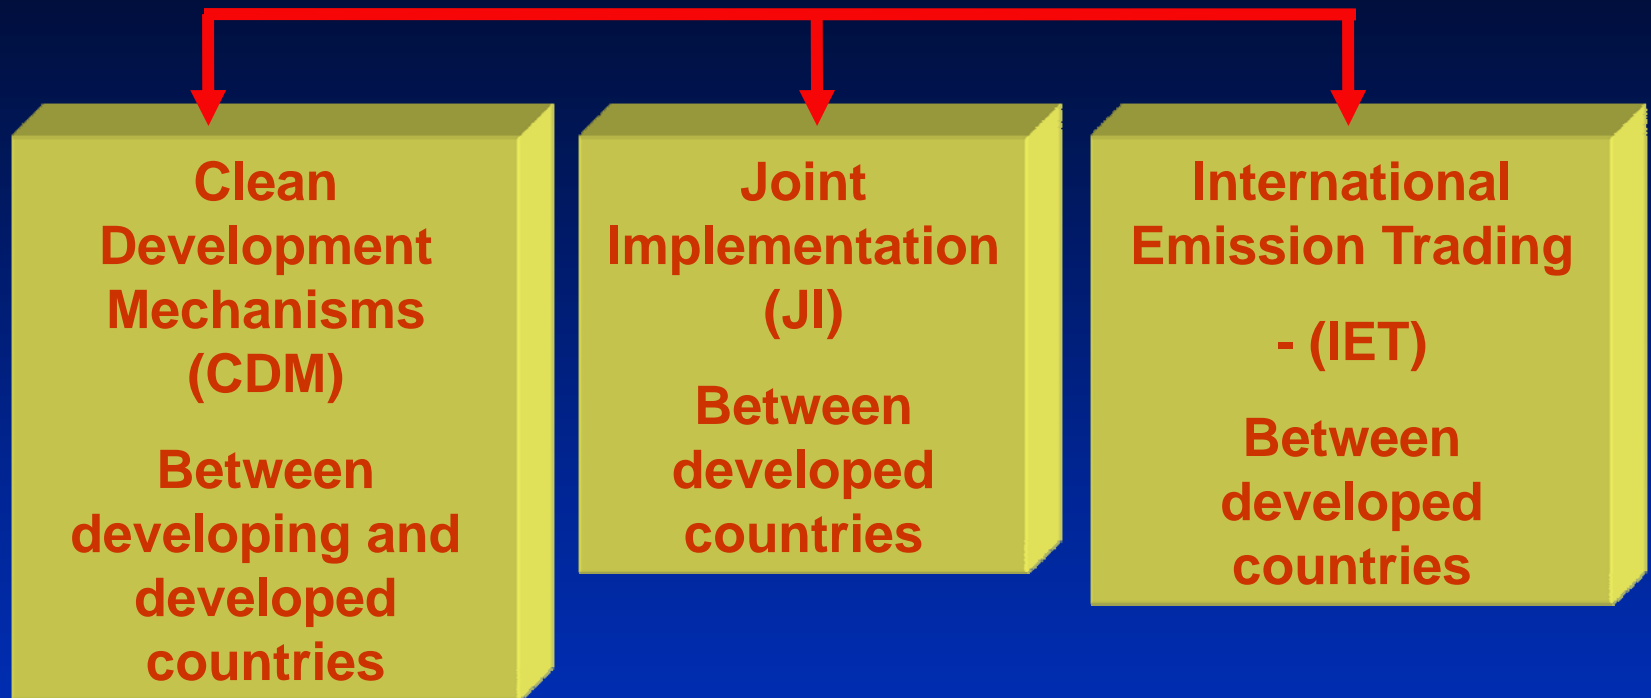 Clean
Development
Mechanisms
(CDM)
Between
developing and
developed
countries
Joint
Implementation
(JI)
Between
developed
countries
International
Emission Trading
- (IET)
Between
developed
countries